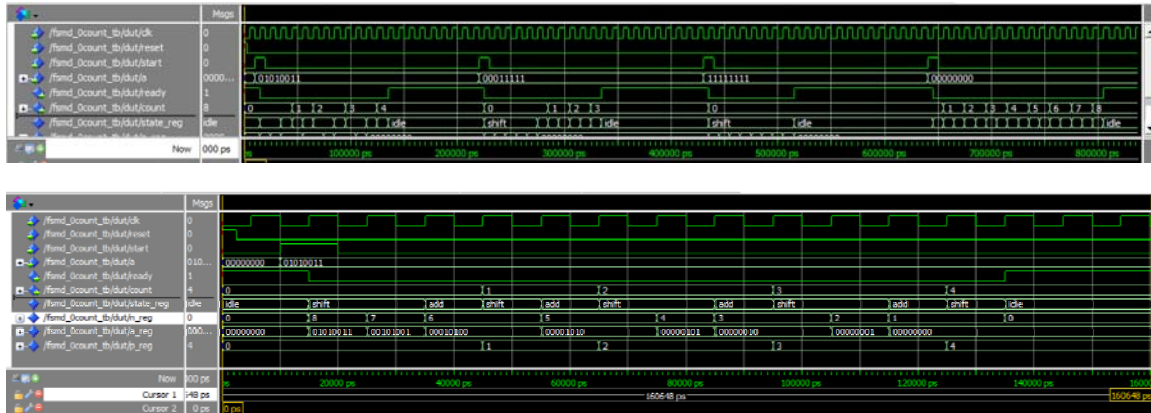 Msgs
/fsmd_0count_tb/dut/clk 0
/fsmd_0count_tb/dut/reset 0
/fsmd_0count_tb/dut/start 0
/fsmd_0count_tb/dut/a 0000... 01010011 00011111 11111111 00000000
/fsmd_0count_tb/dut/ready 1
/fsmd_0count_tb/dut/count 8 0 1 2 3 4 0 1 2 3 0 1 2 3 4 5 6 7 8
/fsmd_0count_tb/dut/state_reg idle idle shift idle shift idle idle
Now 000 ps 100000 ps 200000 ps 300000 ps 400000 ps 500000 ps 600000 ps 700000 ps 800000 ps
Msgs
/fsmd_0count_tb/dut/clk 0
/fsmd_0count_tb/dut/reset 0
/fsmd_0count_tb/dut/start 0
/fsmd_0count_tb/dut/a 010... 00000000 01010011
/fsmd_0count_tb/dut/ready 1
/fsmd_0count_tb/dut/count 4 0 1 2 3 4
/fsmd_0count_tb/dut/state_reg idle idle shift add shift add shift add shift add shift idle
/fsmd_0count_tb/dut/n_reg 0 0 8 7 6 5 4 3 2 1 0
/fsmd_0count_tb/dut/a_reg 000... 00000000 01010011 00101001 00010100 00001010 00000101 00000010 00000001 00000000
/fsmd_0count_tb/dut/p_reg 4 0 1 2 3 4
Now 000 ps ps 20000 ps 40000 ps 60000 ps 80000 ps 100000 ps 120000 ps 140000 ps
Cursor 1 160648 ps 160648 ps
Cursor 2 0 ps 0 ps